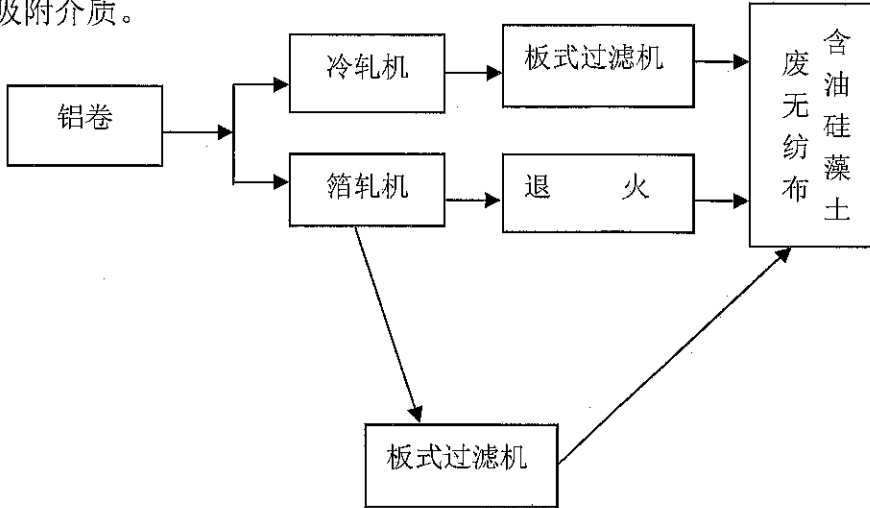 吸附介质。
铝卷
冷轧机
板式过滤机
箔轧机
退 火
含油硅藻土
废无纺布
板式过滤机